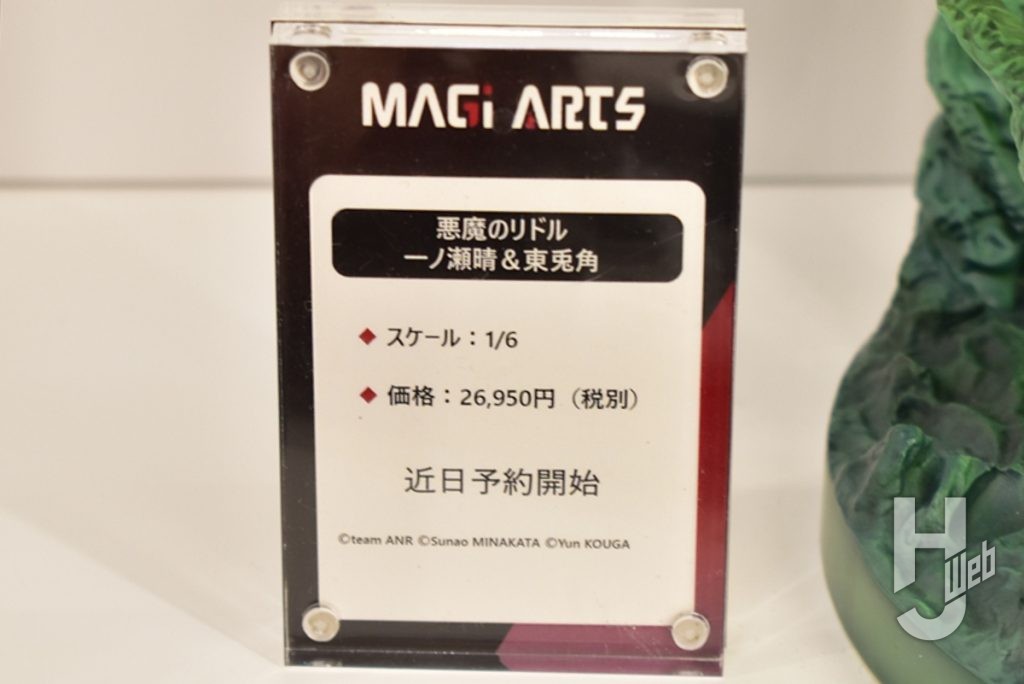 MAGi ARTS
悪魔のリドル
一ノ瀬晴＆東兎角
◆ スケール：1/6
◆ 価格：26,950円（税別）
近日予約開始
©team ANR ©Sunao MINAKATA ©Yun KOUGA
HJ Web